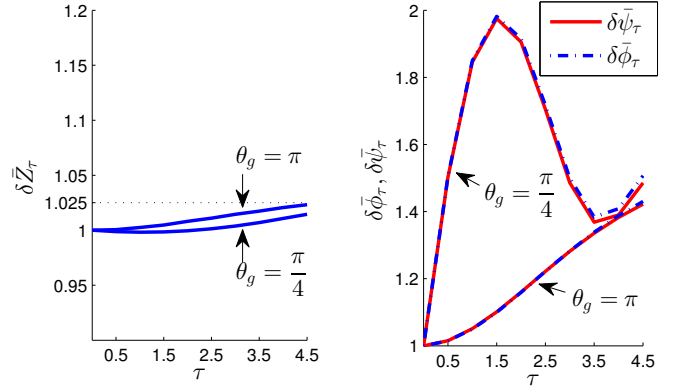 1.2
1.15
1.1
1.05
1.025
1
0.95
δZ̄_τ
θ_g = π
θ_g = π/4
0.5 1.5 2.5 3.5 4.5
τ
2
1.8
1.6
1.4
1.2
1
δφ̄_τ, δψ̄_τ
δψ̄_τ
δφ̄_τ
θ_g = π/4
θ_g = π
0.5 1.5 2.5 3.5 4.5
τ